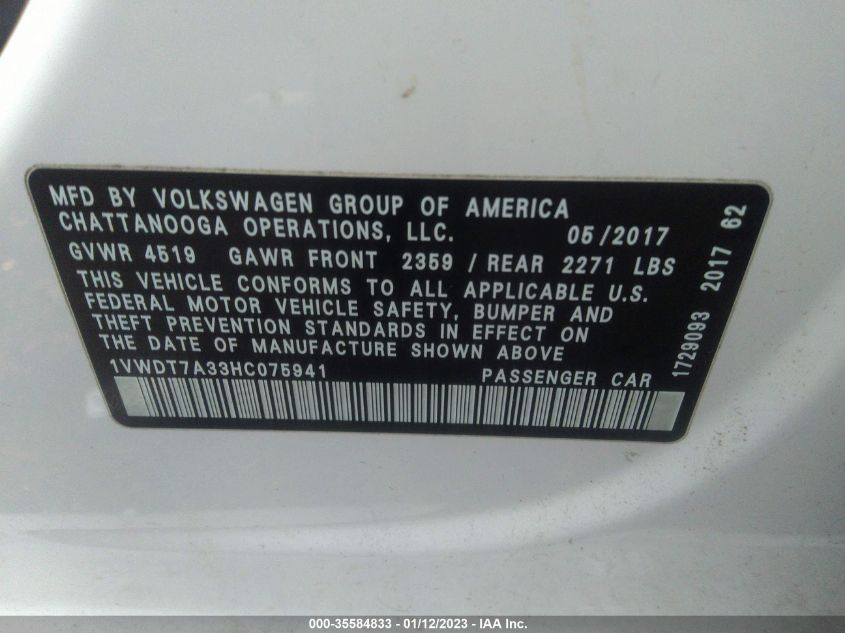 MFD BY VOLKSWAGEN GROUP OF AMERICA
CHATTANOOGA OPERATIONS, LLC. 05/2017
GVWR 4519 GAWR FRONT 2359 / REAR 2271 LBS
THIS VEHICLE CONFORMS TO ALL APPLICABLE U.S.
FEDERAL MOTOR VEHICLE SAFETY, BUMPER AND
THEFT PREVENTION STANDARDS IN EFFECT ON
THE DATE OF MANUFACTURE SHOWN ABOVE
1VWDT7A33HC075941 PASSENGER CAR
1729093 2017 62
000-35584833 - 01/12/2023 - IAA Inc.